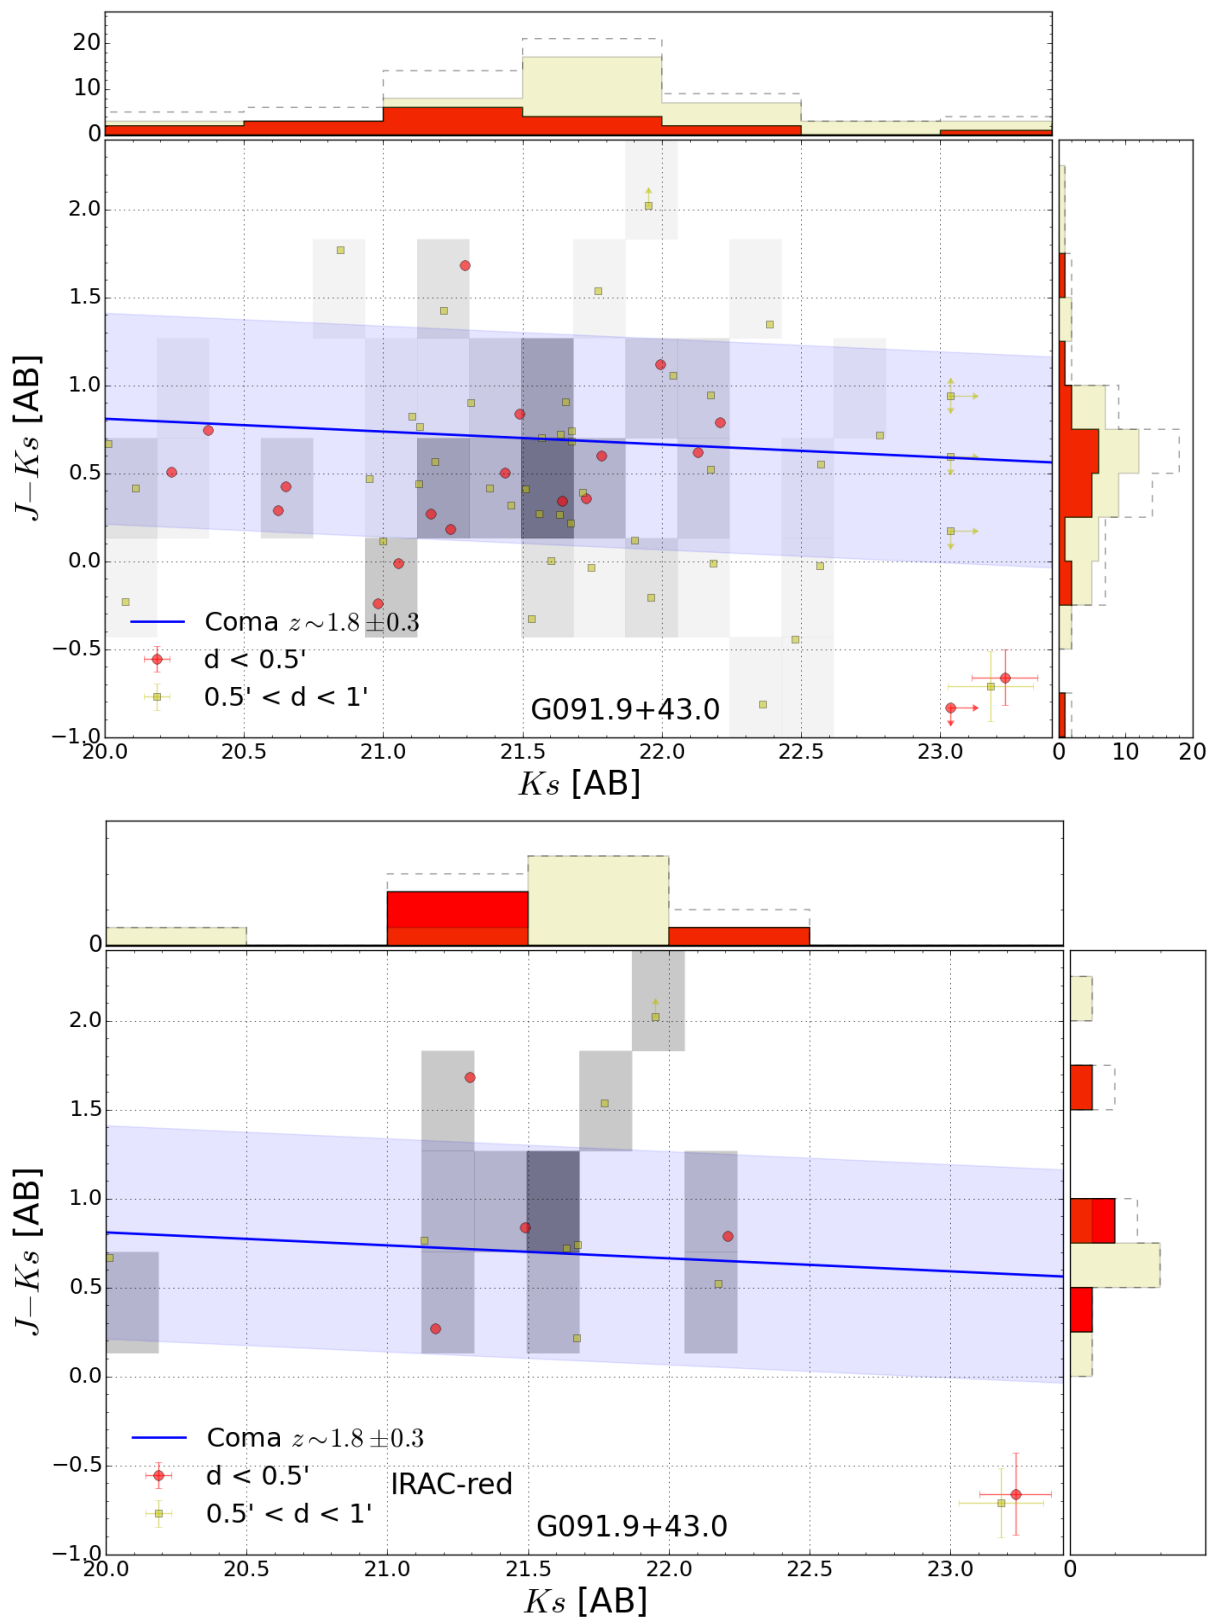 20
10
0
2.0
1.5
1.0
0.5
0.0
−0.5
−1.0
J−Ks [AB]
Coma z∼1.8±0.3
d < 0.5'
0.5' < d < 1'
G091.9+43.0
20.0 20.5 21.0 21.5 22.0 22.5 23.0
0 10 20
Ks [AB]
0
2.0
1.5
1.0
0.5
0.0
−0.5
−1.0
J−Ks [AB]
Coma z∼1.8±0.3
d < 0.5'
IRAC-red
0.5' < d < 1'
G091.9+43.0
20.0 20.5 21.0 21.5 22.0 22.5 23.0
0
Ks [AB]